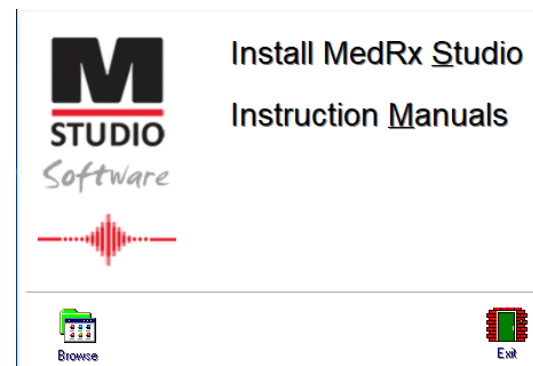 M
STUDIO
Software
Install MedRx Studio
Instruction Manuals
Browse
Exit